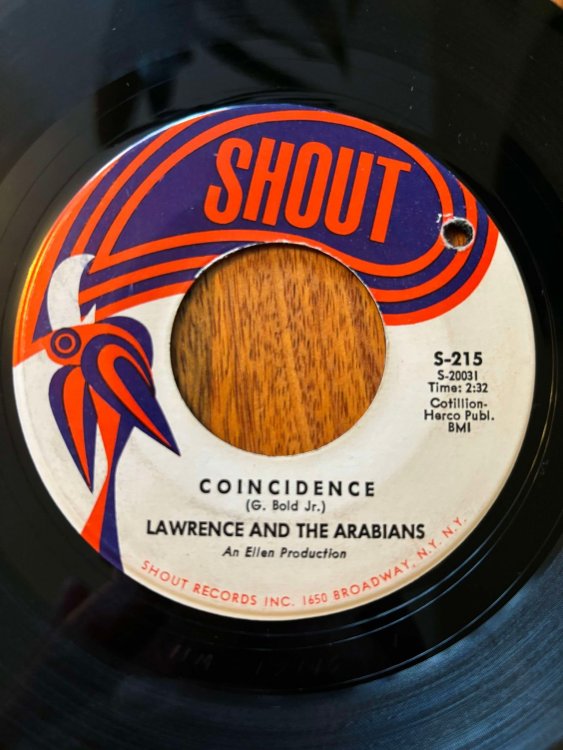 SHOUT
S-215
S-20031
Time: 2:32
Cotillion-
Herco Publ.
BMI
COINCIDENCE
(G. Bold Jr.)
LAWRENCE AND THE ARABIANS
An Ellen Production
SHOUT RECORDS INC. 1650 BROADWAY, N.Y. N.Y.